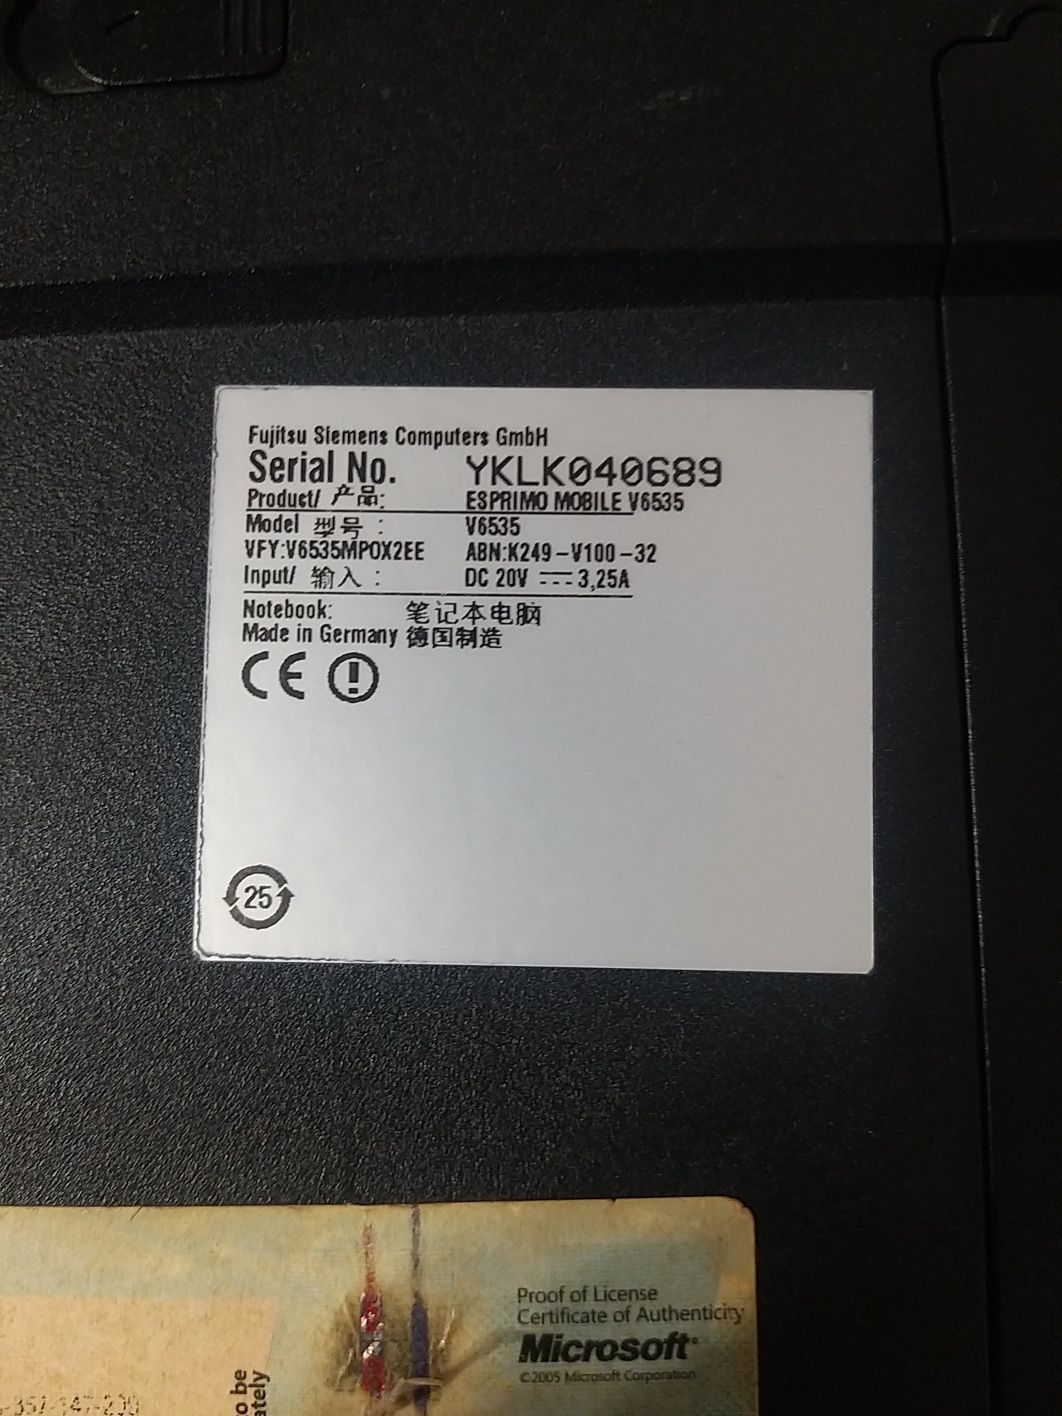 Fujitsu Siemens Computers GmbH
Serial No. YKLK040689
Product/ 产品: ESPRIMO MOBILE V6535
Model 型号 : V6535
VFY:V6535MPOX2EE ABN:K249-V100-32
Input/ 输入 : DC 20V ⎓ 3,25A
Notebook: 笔记本电脑
Made in Germany 德国制造
CE
25
Proof of License
Certificate of Authenticity
Microsoft®
©2005 Microsoft Corporation
o be
ately